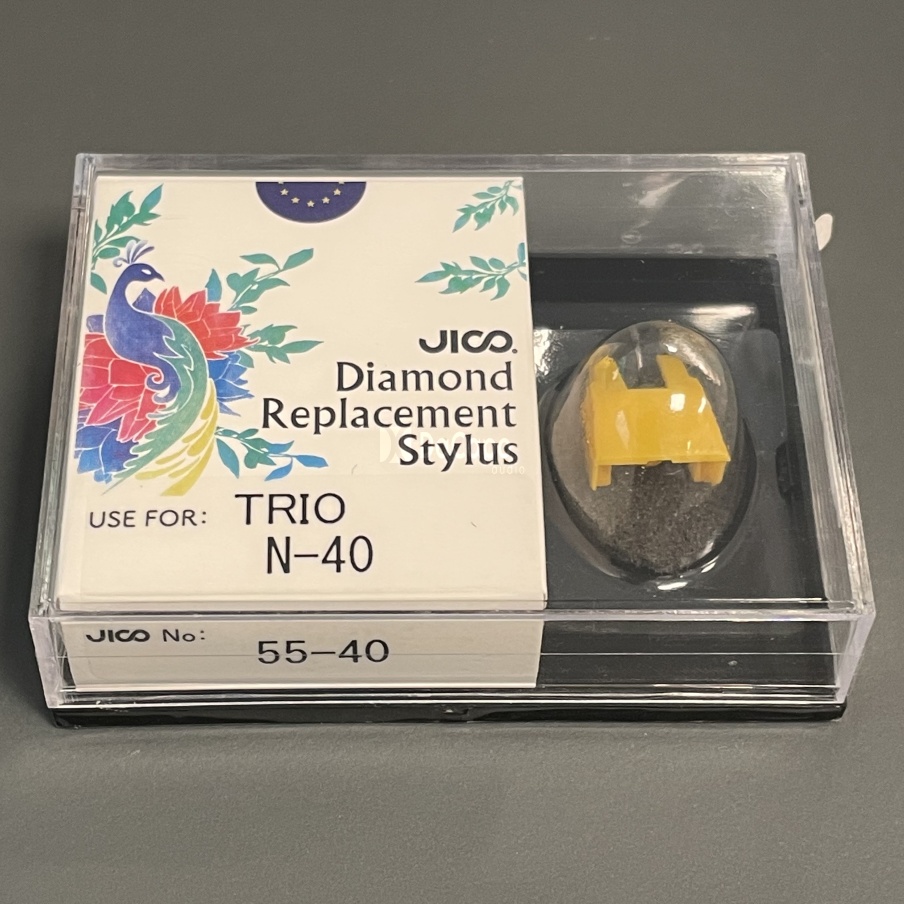 JICO.
Diamond
Replacement
Stylus
USE FOR: TRIO
N-40
JICO No:
55-40